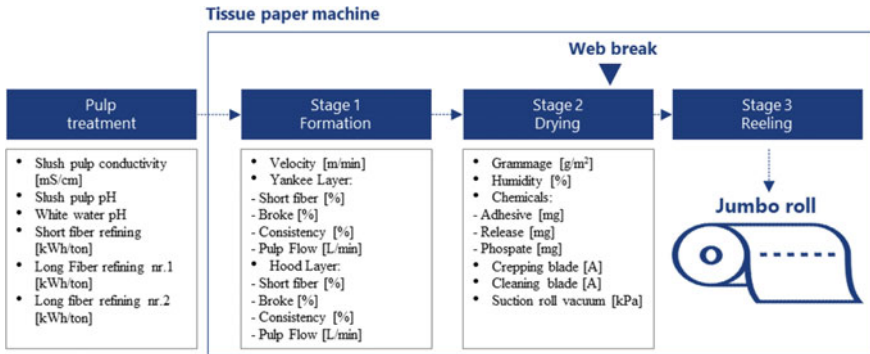 Tissue paper machine
Web break
Pulp
treatment
Stage 1
Formation
Stage 2
Drying
Stage 3
Reeling
• Slush pulp conductivity
[mS/cm]
• Slush pulp pH
• White water pH
• Short fiber refining
[kWh/ton]
• Long Fiber refining nr.1
[kWh/ton]
• Long fiber refining nr.2
[kWh/ton]
• Velocity [m/min]
• Yankee Layer:
- Short fiber [%]
- Broke [%]
- Consistency [%]
- Pulp Flow [L/min]
• Hood Layer:
- Short fiber [%]
- Broke [%]
- Consistency [%]
- Pulp Flow [L/min]
• Grammage [g/m²]
• Humidity [%]
• Chemicals:
- Adhesive [mg]
- Release [mg]
- Phospate [mg]
• Crepping blade [A]
• Cleaning blade [A]
• Suction roll vacuum [kPa]
Jumbo roll